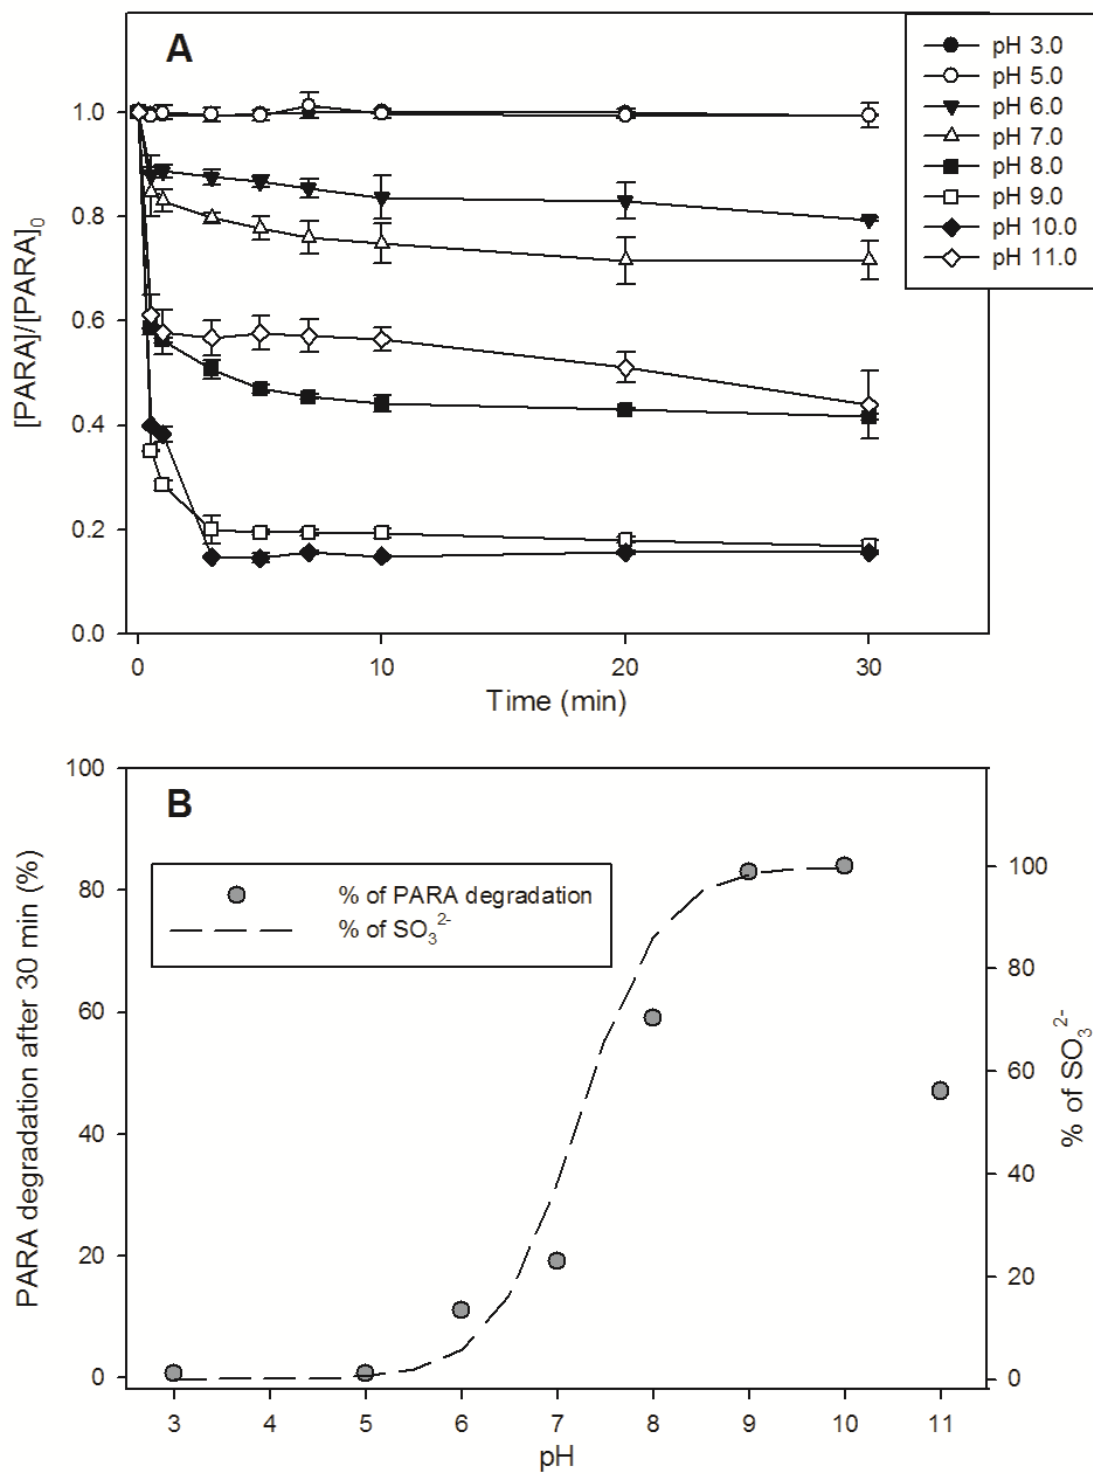 A
pH 3.0
pH 5.0
pH 6.0
pH 7.0
pH 8.0
pH 9.0
pH 10.0
pH 11.0
[PARA]/[PARA]0
1.0
0.8
0.6
0.4
0.2
0.0
0 10 20 30
Time (min)
B
% of PARA degradation
% of SO₃²⁻
PARA degradation after 30 min (%)
100
80
60
40
20
0
100
80
60
40
20
0
% of SO₃²⁻
3 4 5 6 7 8 9 10 11
pH